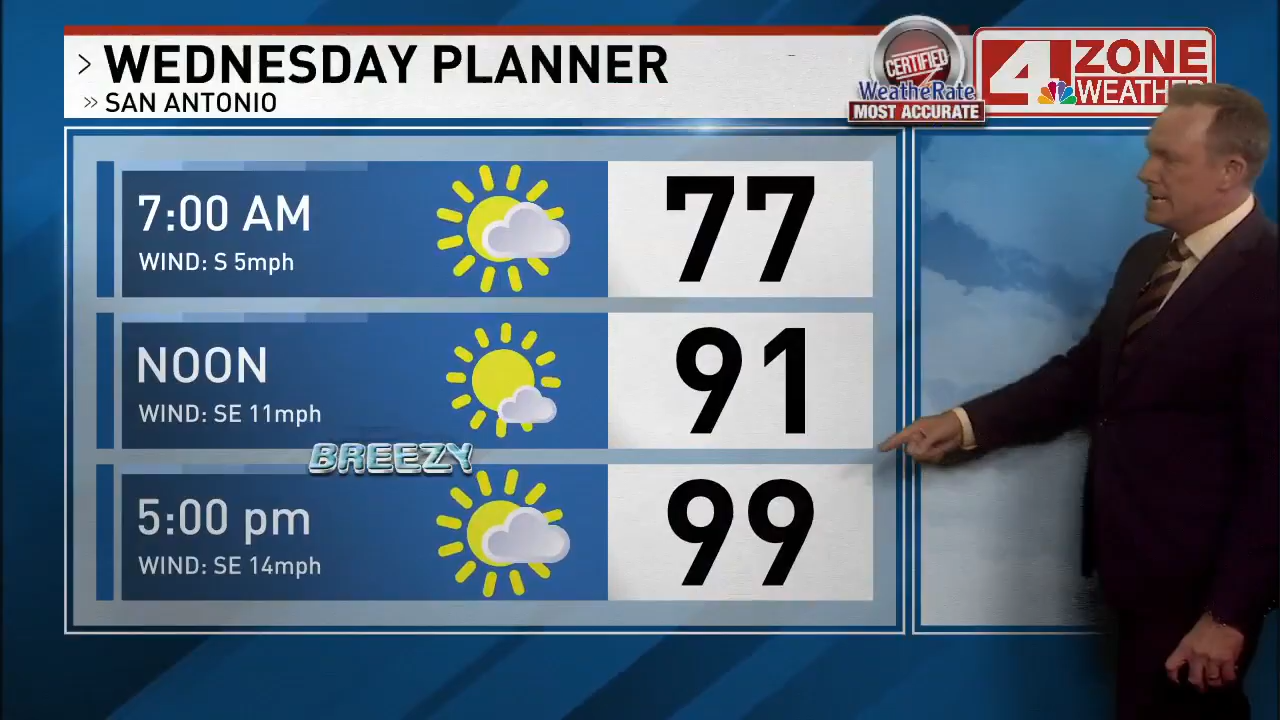 > WEDNESDAY PLANNER
>> SAN ANTONIO
CERTIFIED
WeatheRate
MOST ACCURATE
4 ZONE
WEATHER
7:00 AM
WIND: S 5mph
77
NOON
WIND: SE 11mph
91
BREEZY
5:00 pm
WIND: SE 14mph
99